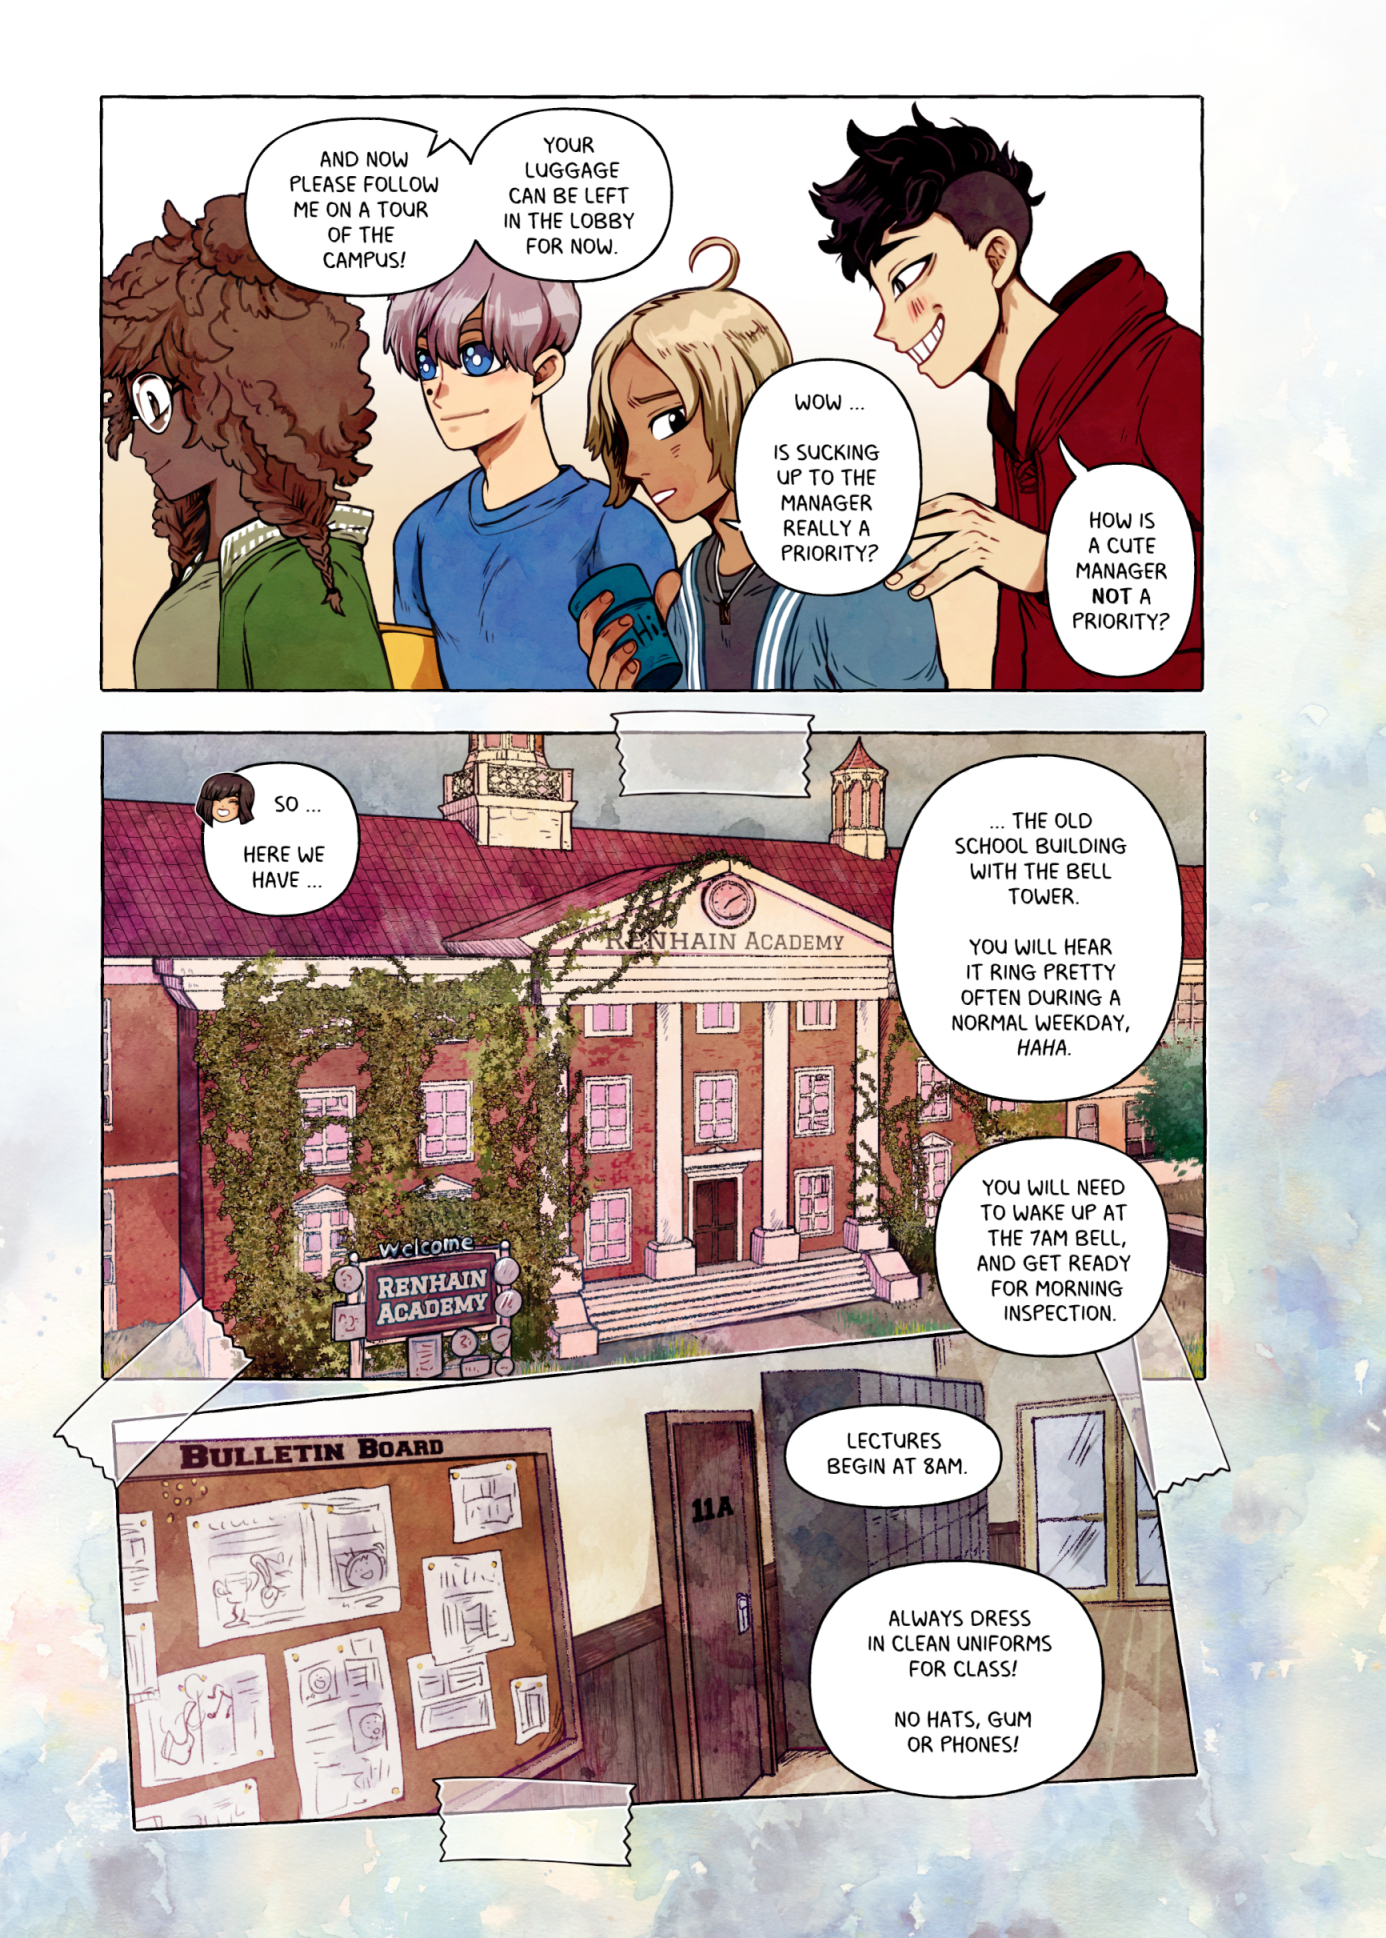 AND NOW
PLEASE FOLLOW
ME ON A TOUR
OF THE
CAMPUS!
YOUR
LUGGAGE
CAN BE LEFT
IN THE LOBBY
FOR NOW.
WOW ...
IS SUCKING
UP TO THE
MANAGER
REALLY A
PRIORITY?
HOW IS
A CUTE
MANAGER
NOT A
PRIORITY?
Hi!
SO ...
HERE WE
HAVE ...
... THE OLD
SCHOOL BUILDING
WITH THE BELL
TOWER.
YOU WILL HEAR
IT RING PRETTY
OFTEN DURING A
NORMAL WEEKDAY,
HAHA.
RENHAIN ACADEMY
YOU WILL NEED
TO WAKE UP AT
THE 7AM BELL,
AND GET READY
FOR MORNING
INSPECTION.
Welcome
RENHAIN
ACADEMY
BULLETIN BOARD
11A
LECTURES
BEGIN AT 8AM.
ALWAYS DRESS
IN CLEAN UNIFORMS
FOR CLASS!
NO HATS, GUM
OR PHONES!